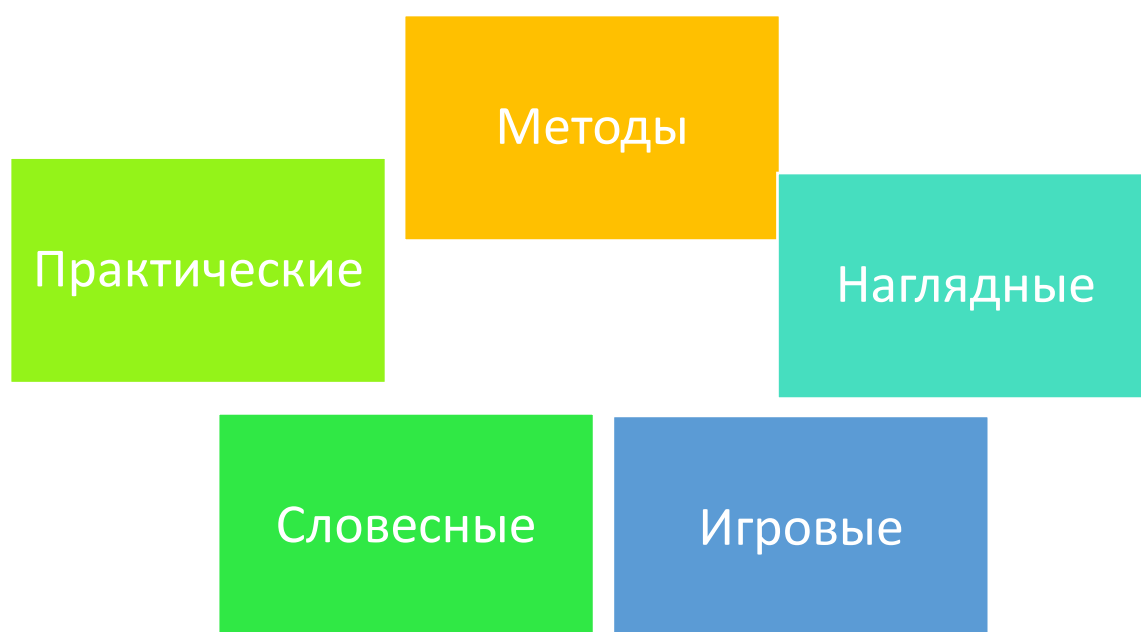 Методы
Практические
Наглядные
Словесные
Игровые